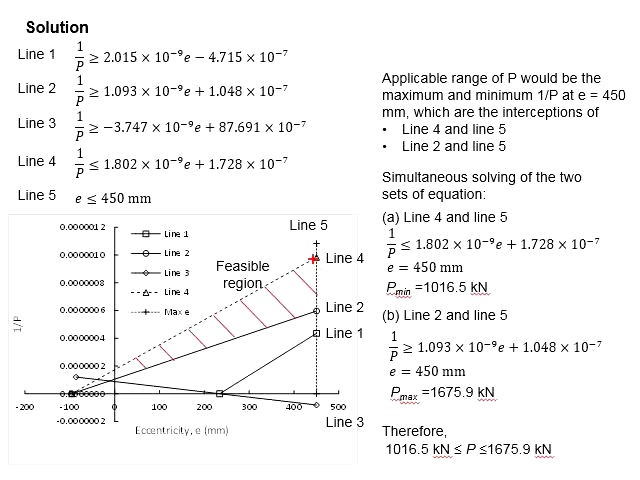 Solution
Line 1 1/P ≥ 2.015 × 10⁻⁹e − 4.715 × 10⁻⁷
Line 2 1/P ≥ 1.093 × 10⁻⁹e + 1.048 × 10⁻⁷
Line 3 1/P ≥ −3.747 × 10⁻⁹e + 87.691 × 10⁻⁷
Line 4 1/P ≤ 1.802 × 10⁻⁹e + 1.728 × 10⁻⁷
Line 5 e ≤ 450 mm
Line 5
0.0000012
0.0000010
0.0000008
0.0000006
0.0000004
0.0000002
0.0000000
-0.0000002
1/P
Line 1
Line 2
Line 3
Line 4
Max e
Feasible
region
Line 4
Line 2
Line 1
Line 3
-200 -100 0 100 200 300 400 500
Eccentricity, e (mm)
Applicable range of P would be the
maximum and minimum 1/P at e = 450
mm, which are the interceptions of
• Line 4 and line 5
• Line 2 and line 5
Simultaneous solving of the two
sets of equation:
(a) Line 4 and line 5
1/P ≤ 1.802 × 10⁻⁹e + 1.728 × 10⁻⁷
e = 450 mm
Pmin =1016.5 kN
(b) Line 2 and line 5
1/P ≥ 1.093 × 10⁻⁹e + 1.048 × 10⁻⁷
e = 450 mm
Pmax =1675.9 kN
Therefore,
1016.5 kN ≤ P ≤1675.9 kN